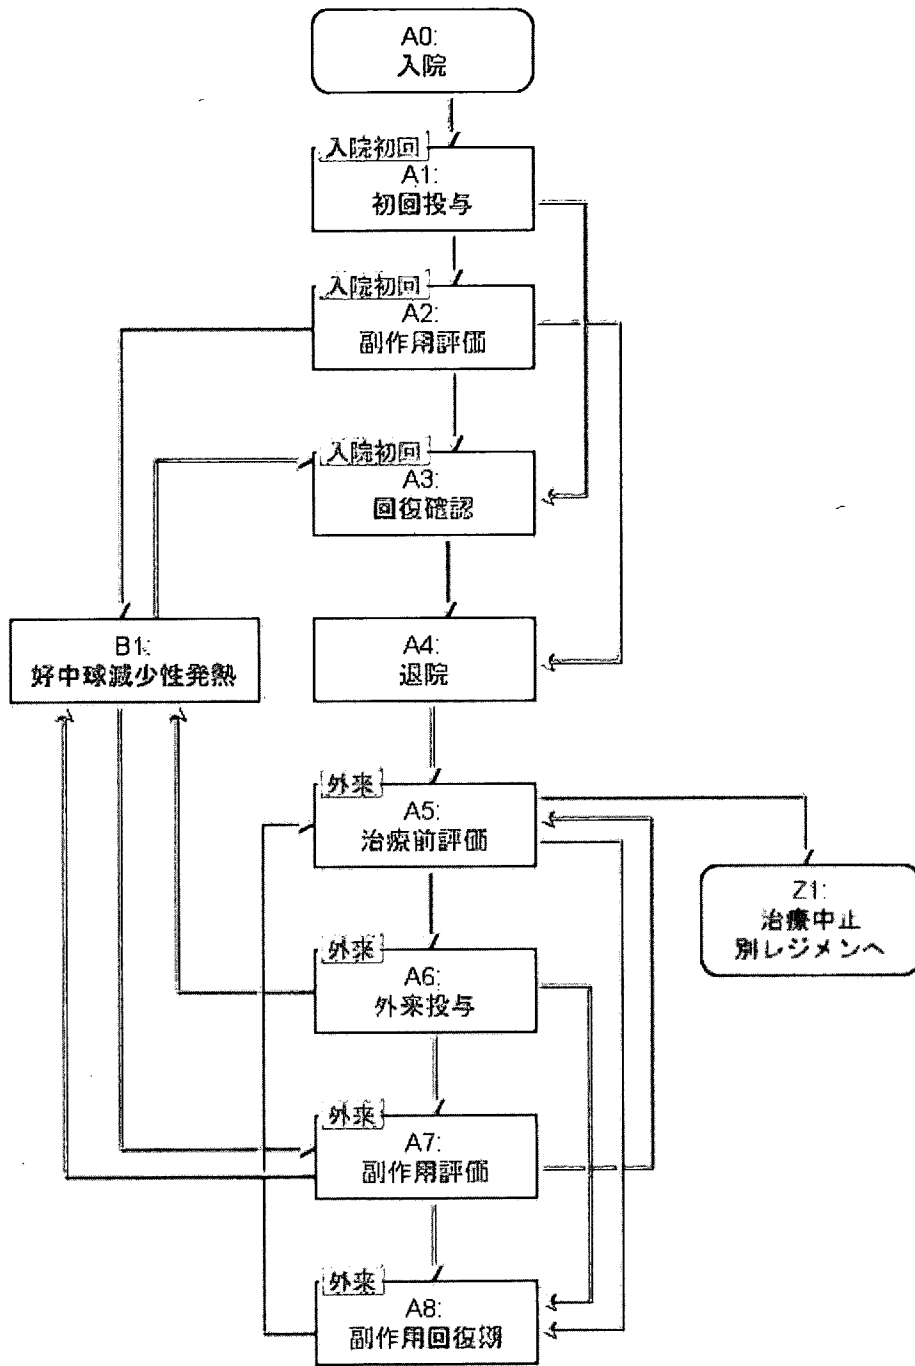 A0:
入院
入院初回
A1:
初回投与
入院初回
A2:
副作用評価
入院初回
A3:
回復確認
B1:
好中球減少性発熱
A4:
退院
外来
A5:
治療前評価
Z1:
治療中止
別レジメンへ
外来
A6:
外来投与
外来
A7:
副作用評価
外来
A8:
副作用回復期